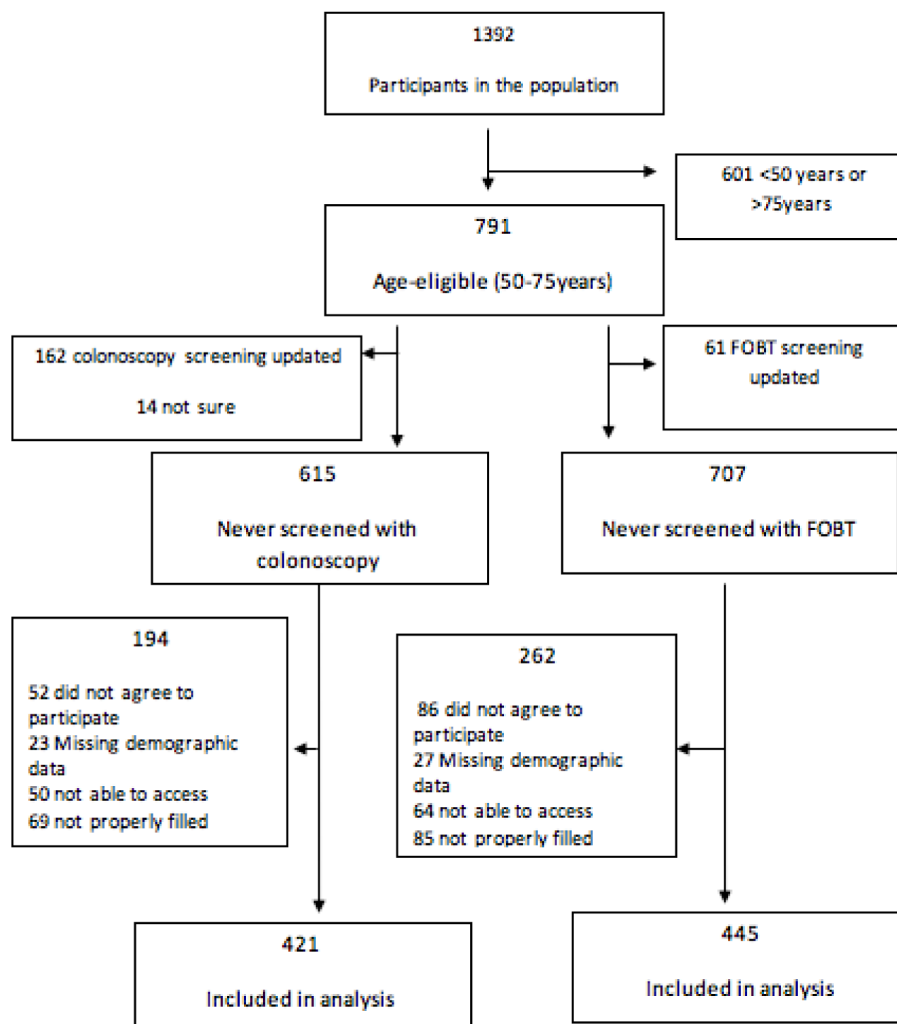 1392
Participants in the population
601 <50 years or
>75years
791
Age-eligible (50-75years)
162 colonoscopy screening updated
14 not sure
61 FOBT screening
updated
615
Never screened with
colonoscopy
707
Never screened with FOBT
194
52 did not agree to
participate
23 Missing demographic
data
50 not able to access
69 not properly filled
262
86 did not agree to
participate
27 Missing demographic
data
64 not able to access
85 not properly filled
421
Included in analysis
445
Included in analysis